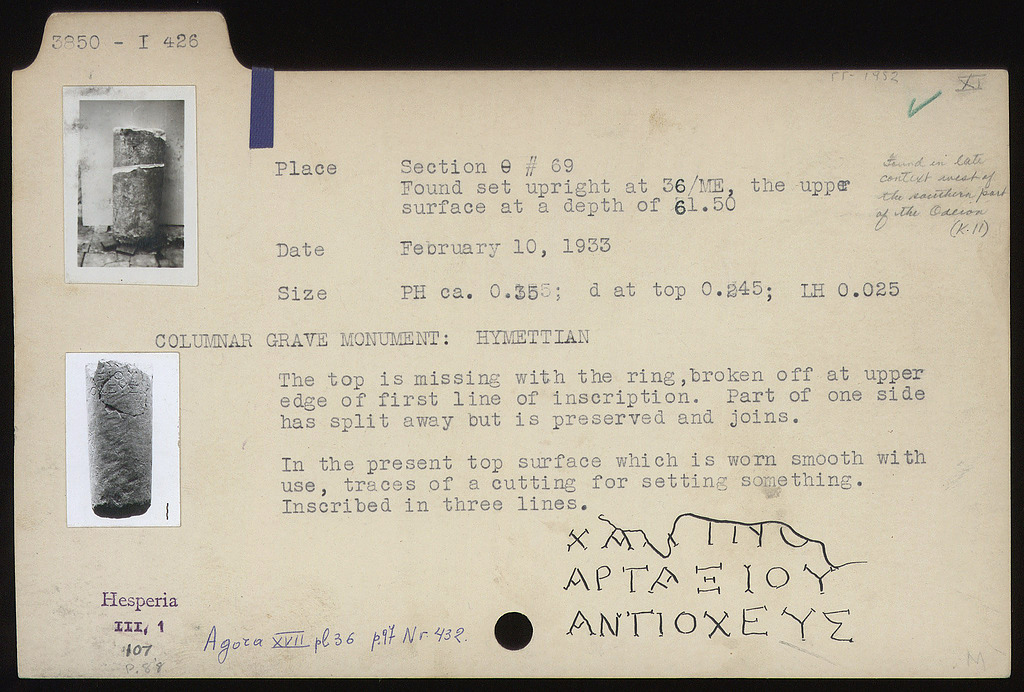 3850 - I 426
XI
Place Section Θ # 69
Found set upright at 36/ΜΕ, the upper
surface at a depth of 61.50
Found in late
context west of
the southern part
of the Odeion
(K·11)
Date February 10, 1933
Size PH ca. 0.355; d at top 0.245; LH 0.025
COLUMNAR GRAVE MONUMENT: HYMETTIAN
The top is missing with the ring,broken off at upper
edge of first line of inscription. Part of one side
has split away but is preserved and joins.
In the present top surface which is worn smooth with
use, traces of a cutting for setting something.
Inscribed in three lines.
ΑΡΤΑΞΙΟΥ
ΑΝΤΙΟΧΕΥΣ
Hesperia
III, 1
107
P. 88
Agora XVII pl 36 p97 Nr 432.
M